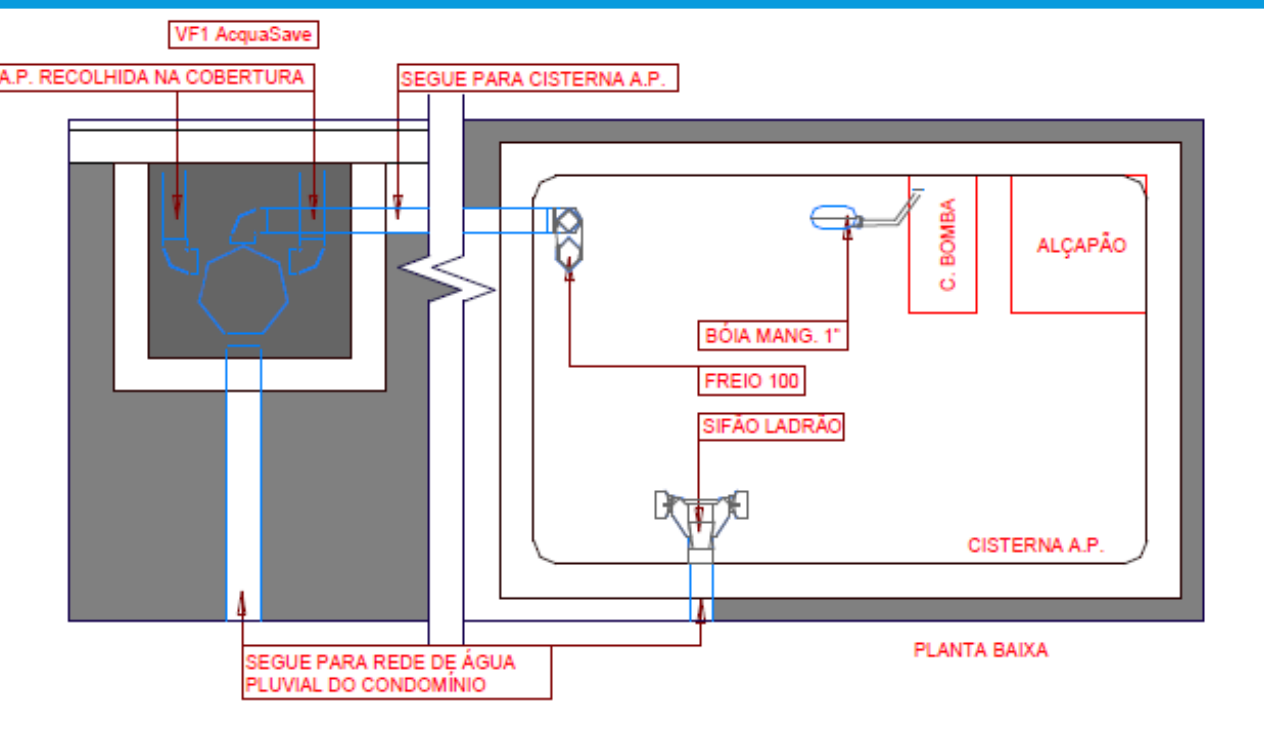 VF1 AcquaSave
A.P. RECOLHIDA NA COBERTURA
SEGUE PARA CISTERNA A.P.
C. BOMBA
ALÇAPÃO
BÓIA MANG. 1"
FREIO 100
SIFÃO LADRÃO
CISTERNA A.P.
SEGUE PARA REDE DE ÁGUA
PLUVIAL DO CONDOMÍNIO
PLANTA BAIXA